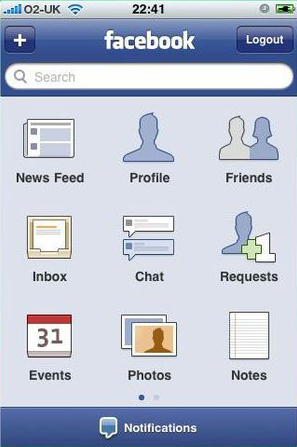 O2-UK 22:41
+ facebook Logout
Search
News Feed Profile Friends
Inbox Chat Requests
31
Events Photos Notes
Notifications